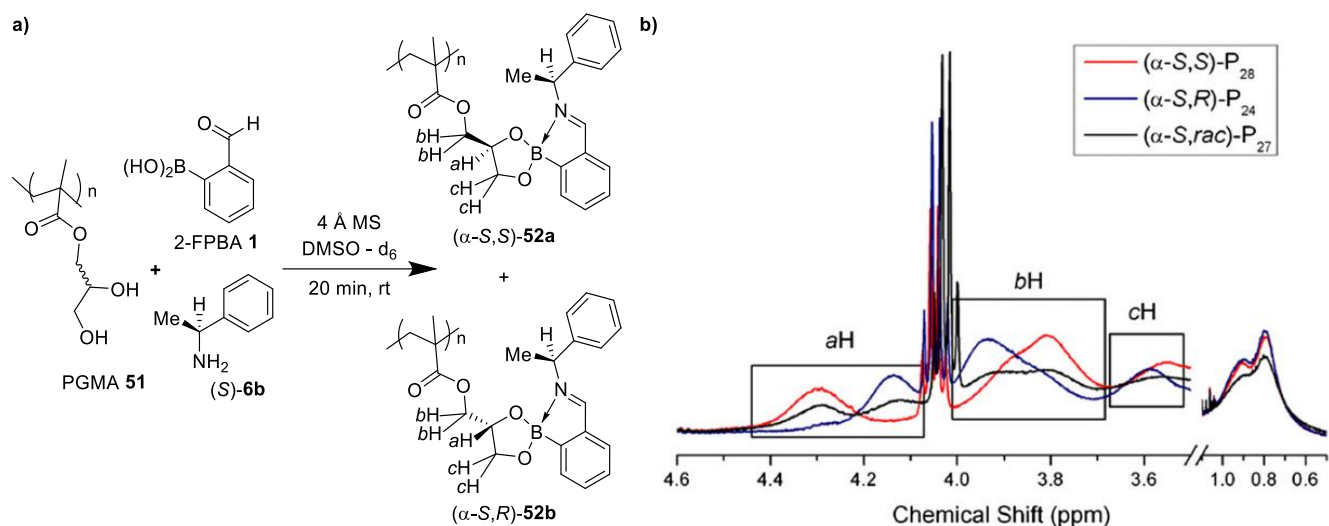 a)
n
O
O
OH
HO
PGMA 51
+
O
H
(HO)₂B
2-FPBA 1
Me
H
NH₂
(S)-6b
4 Å MS
DMSO - d₆
20 min, rt
n
O
O
bH
bH
aH
cH
cH
O
O
B
N
Me
H
(α-S,S)-52a
+
n
O
O
bH
bH
aH
cH
cH
O
O
B
N
Me
H
(α-S,R)-52b
b)
(α-S,S)-P₂₈
(α-S,R)-P₂₄
(α-S,rac)-P₂₇
aH
bH
cH
4.6 4.4 4.2 4.0 3.8 3.6 1.0 0.8 0.6
Chemical Shift (ppm)